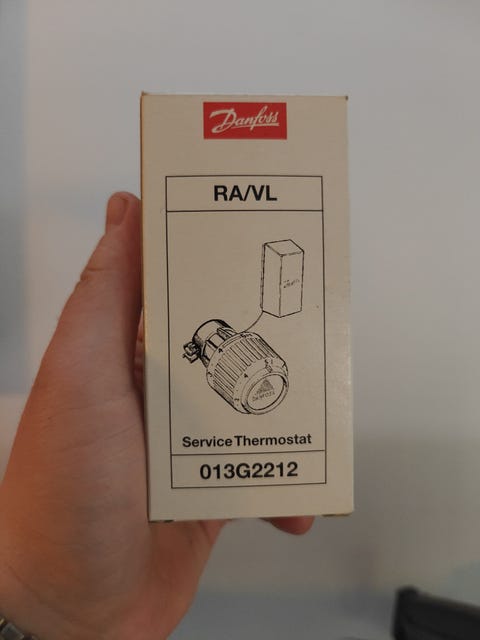 Danfoss
RA/VL
Service Thermostat
013G2212